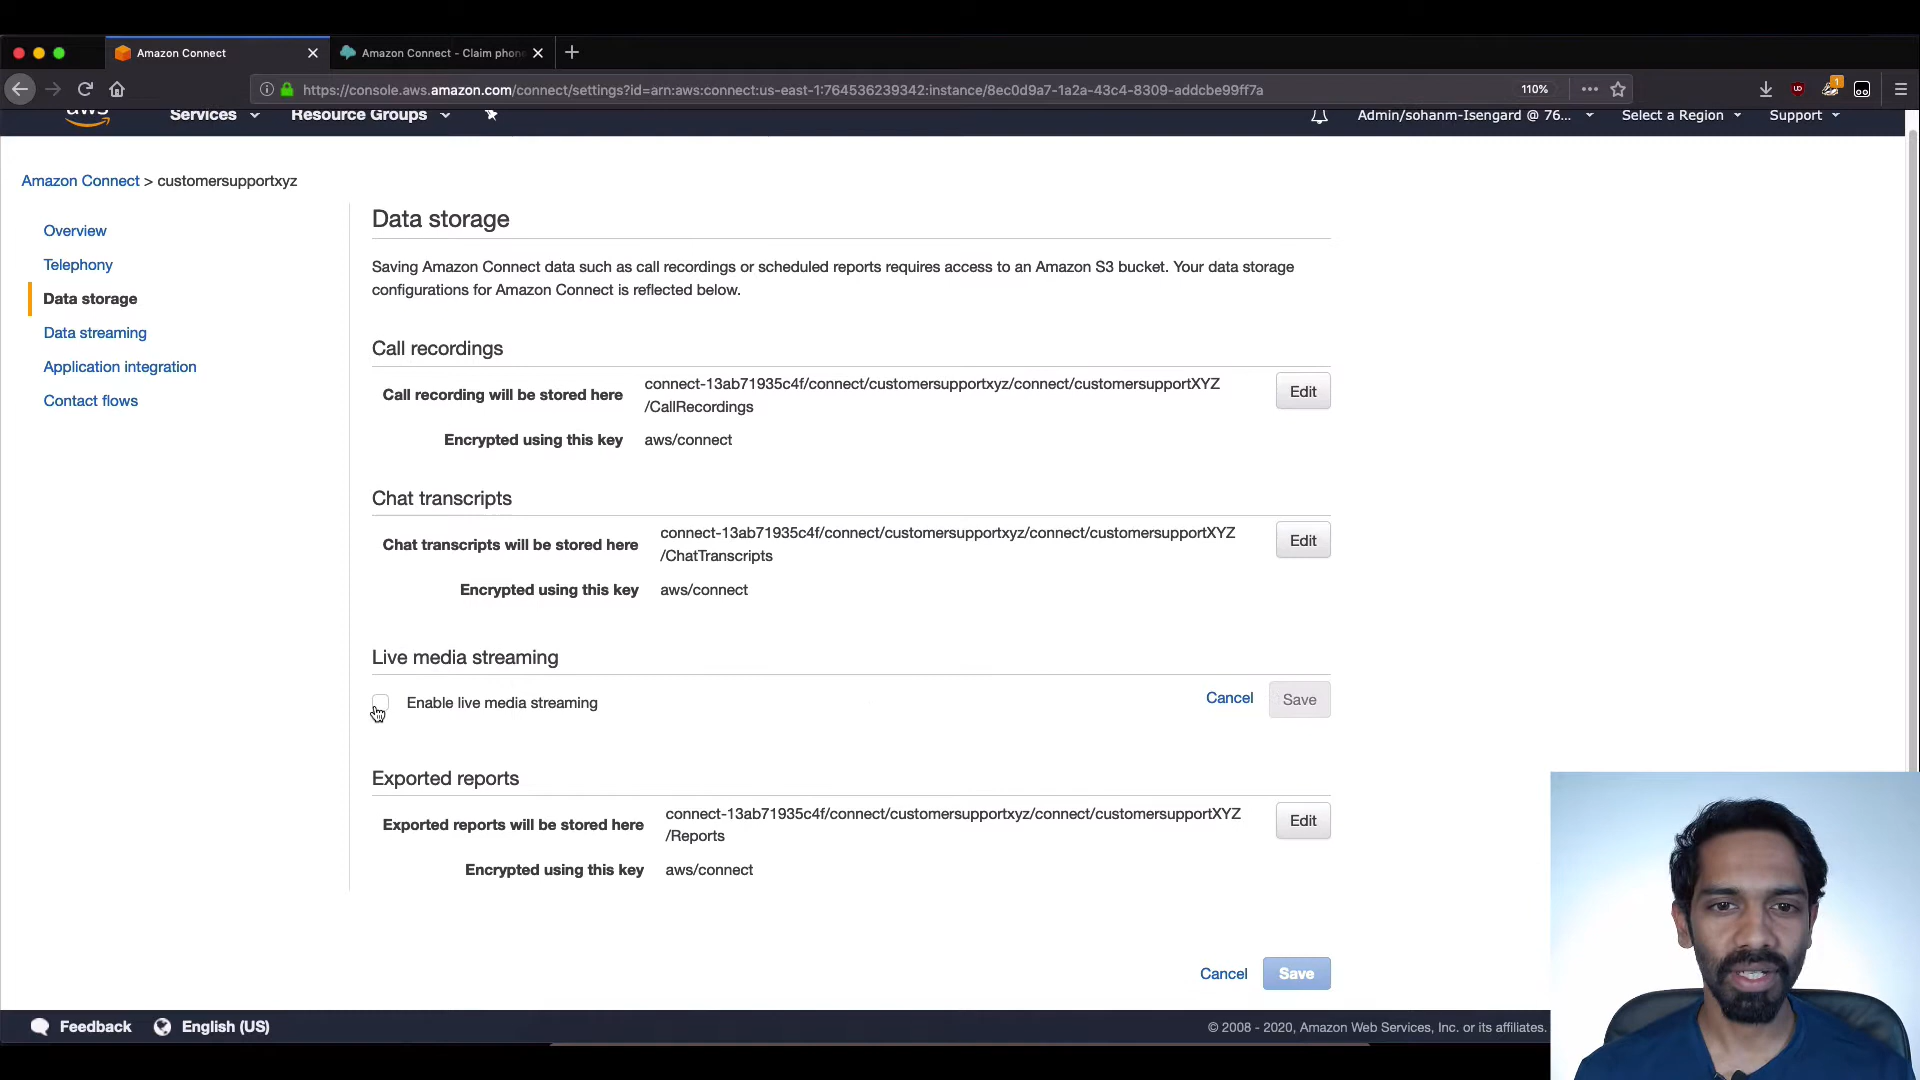 Amazon Connect
Amazon Connect - Claim phon
https://console.aws.amazon.com/connect/settings?id=arn:aws:connect:us-east-1:764536239342:instance/8ec0d9a7-1a2a-43c4-8309-addcbe99ff7a
110%
1
aws
Services
Resource Groups
Admin/sohanm-Isengard @ 76...
Select a Region
Support
Amazon Connect > customersupportxyz
Overview
Telephony
Data storage
Data streaming
Application integration
Contact flows
Data storage
Saving Amazon Connect data such as call recordings or scheduled reports requires access to an Amazon S3 bucket. Your data storage
configurations for Amazon Connect is reflected below.
Call recordings
Call recording will be stored here
connect-13ab71935c4f/connect/customersupportxyz/connect/customersupportXYZ
/CallRecordings
Edit
Encrypted using this key
aws/connect
Chat transcripts
Chat transcripts will be stored here
connect-13ab71935c4f/connect/customersupportxyz/connect/customersupportXYZ
/ChatTranscripts
Edit
Encrypted using this key
aws/connect
Live media streaming
Enable live media streaming
Cancel
Save
Exported reports
Exported reports will be stored here
connect-13ab71935c4f/connect/customersupportxyz/connect/customersupportXYZ
/Reports
Edit
Encrypted using this key
aws/connect
Cancel
Save
Feedback
English (US)
© 2008 - 2020, Amazon Web Services, Inc. or its affiliates.